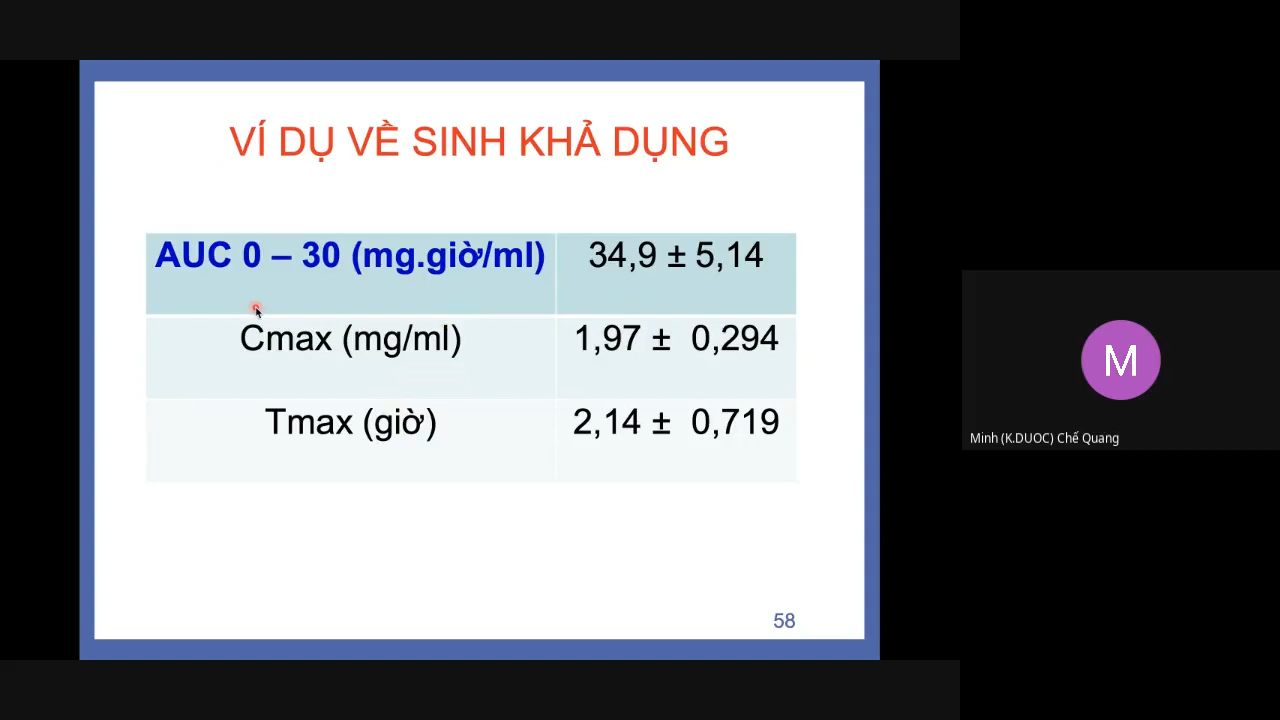 VÍ DỤ VỀ SINH KHẢ DỤNG
AUC 0 – 30 (mg.giờ/ml) 34,9 ± 5,14
Cmax (mg/ml) 1,97 ± 0,294
Tmax (giờ) 2,14 ± 0,719
58
M
Minh (K.DUOC) Chế Quang